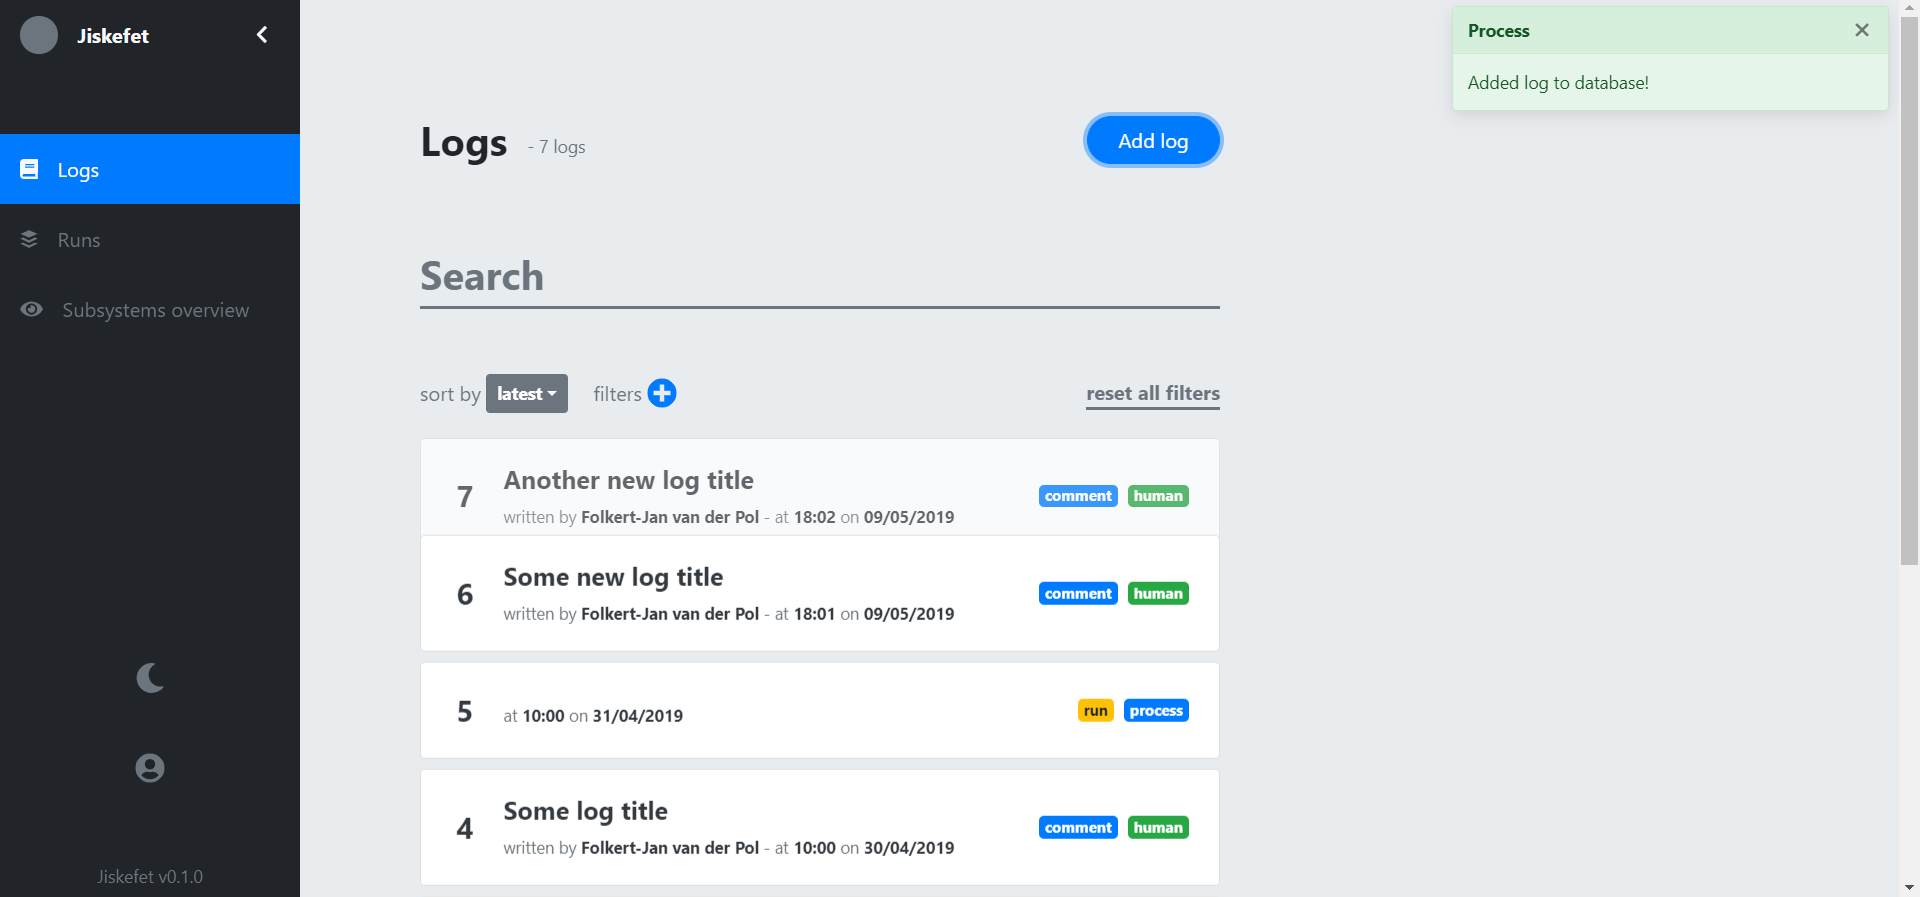 Jiskefet
Logs
Runs
Subsystems overview
Jiskefet v0.1.0
Process
Added log to database!
Logs - 7 logs
Add log
Search
sort by latest filters reset all filters
7 Another new log title
written by Folkert-Jan van der Pol - at 18:02 on 09/05/2019
comment human
6 Some new log title
written by Folkert-Jan van der Pol - at 18:01 on 09/05/2019
comment human
5 at 10:00 on 31/04/2019
run process
4 Some log title
written by Folkert-Jan van der Pol - at 10:00 on 30/04/2019
comment human